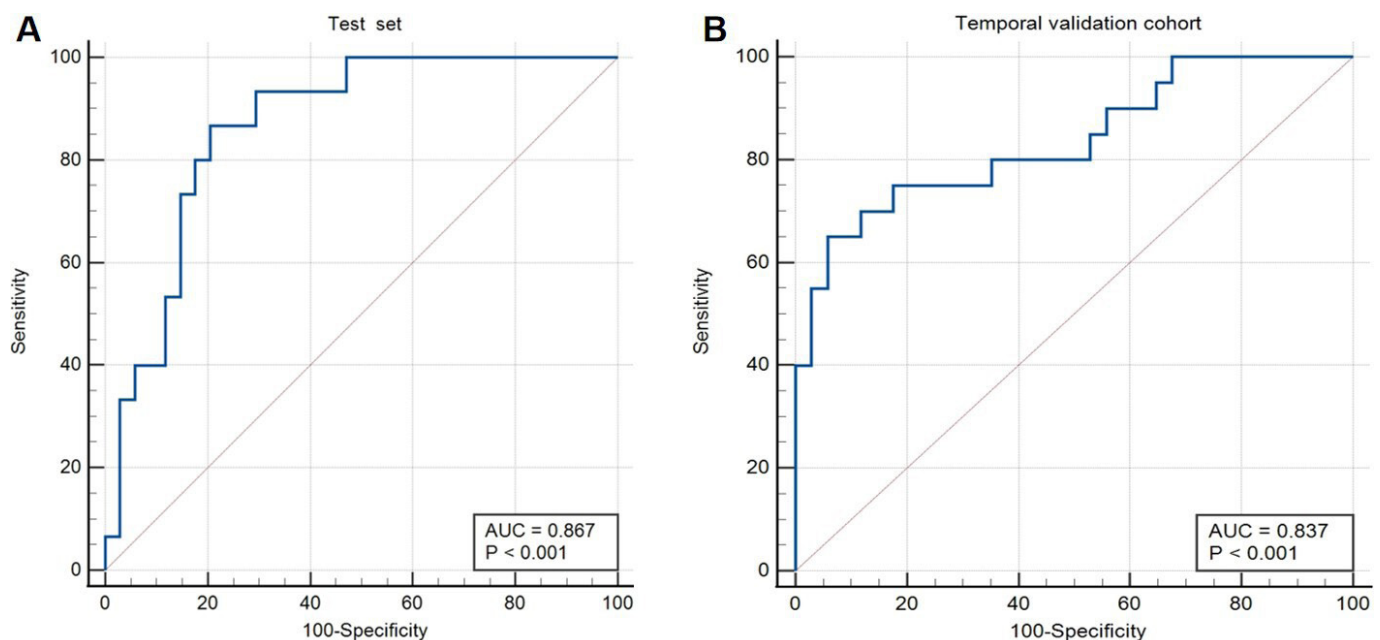 A
Test set
100
80
60
40
20
0
Sensitivity
0 20 40 60 80 100
100-Specificity
AUC = 0.867
P < 0.001
B
Temporal validation cohort
100
80
60
40
20
0
Sensitivity
0 20 40 60 80 100
100-Specificity
AUC = 0.837
P < 0.001